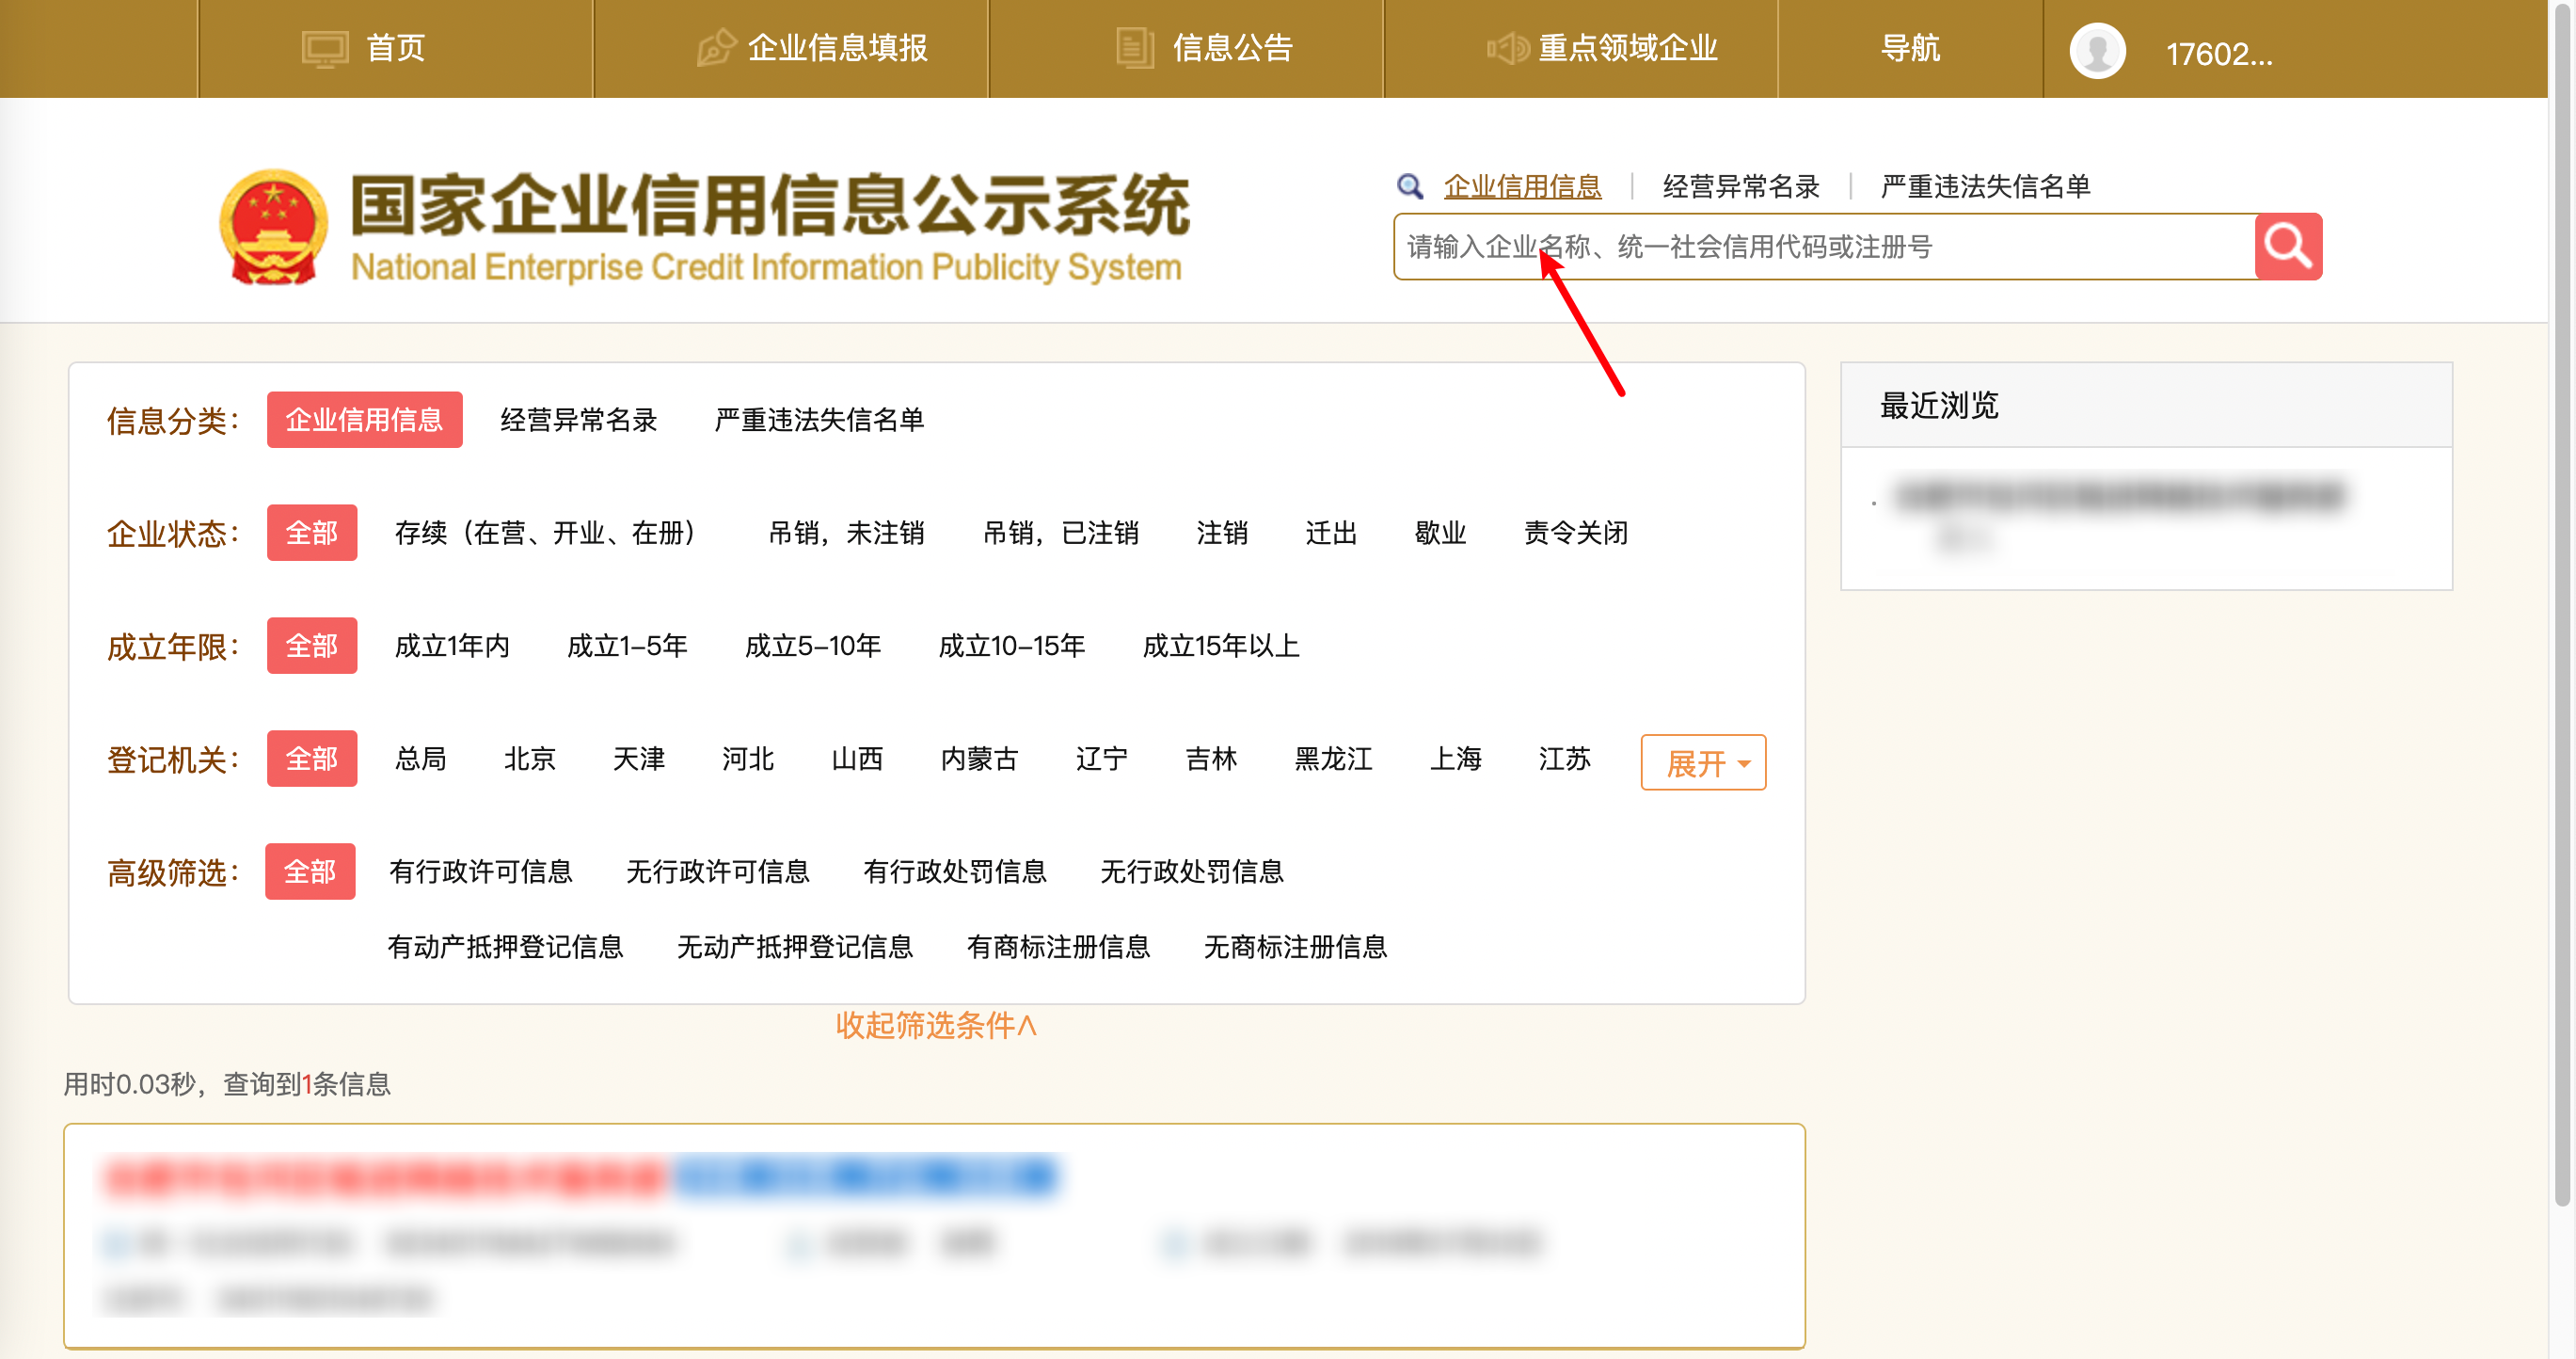 首页 企业信息填报 信息公告 重点领域企业 导航 17602...
国家企业信用信息公示系统
National Enterprise Credit Information Publicity System
企业信用信息 | 经营异常名录 | 严重违法失信名单
请输入企业名称、统一社会信用代码或注册号
信息分类： 企业信用信息 经营异常名录 严重违法失信名单
企业状态： 全部 存续（在营、开业、在册） 吊销，未注销 吊销，已注销 注销 迁出 歇业 责令关闭
成立年限： 全部 成立1年内 成立1-5年 成立5-10年 成立10-15年 成立15年以上
登记机关： 全部 总局 北京 天津 河北 山西 内蒙古 辽宁 吉林 黑龙江 上海 江苏 展开
高级筛选： 全部 有行政许可信息 无行政许可信息 有行政处罚信息 无行政处罚信息
有动产抵押登记信息 无动产抵押登记信息 有商标注册信息 无商标注册信息
收起筛选条件∧
最近浏览
用时0.03秒，查询到1条信息